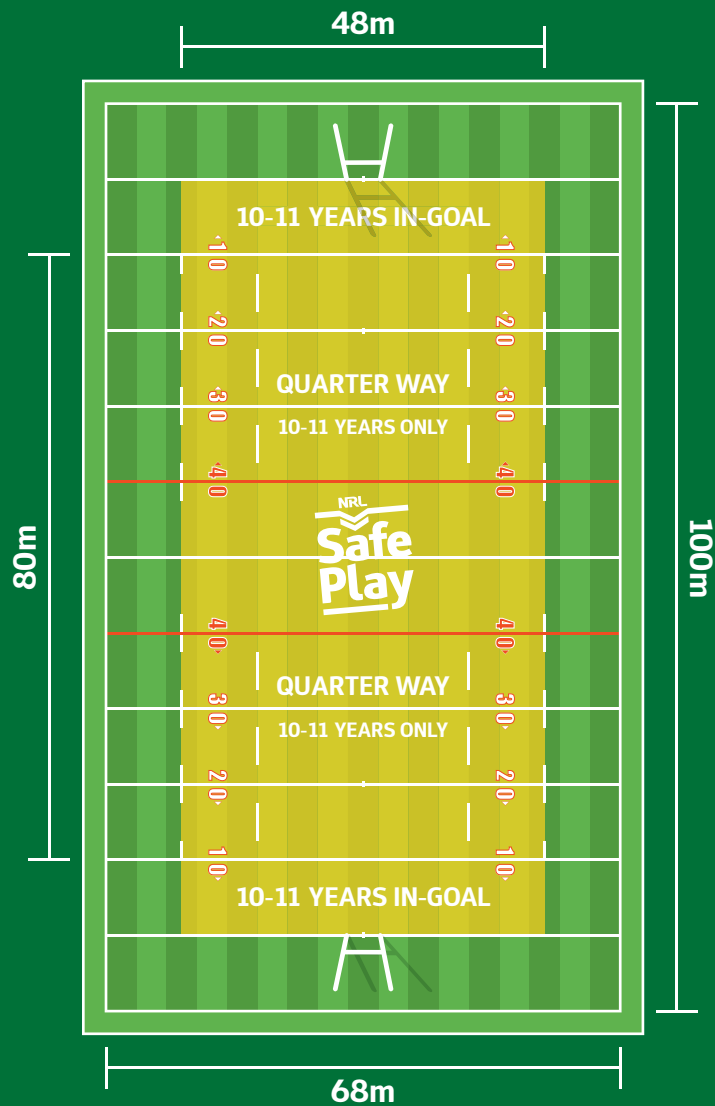 48m
10-11 YEARS IN-GOAL
10 10
20 20
QUARTER WAY
30 30
10-11 YEARS ONLY
40 40
NRL
Safe
Play
80m
100m
40 40
QUARTER WAY
30 30
10-11 YEARS ONLY
20 20
10 10
10-11 YEARS IN-GOAL
68m